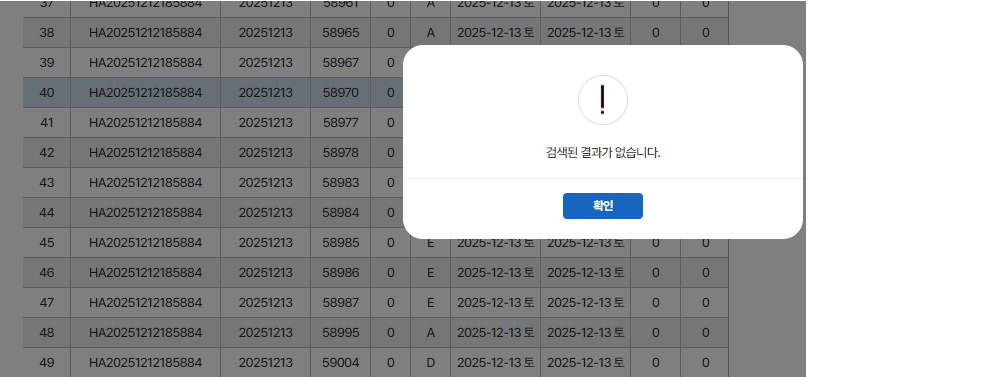 37 HA20251212185884 20251213 58961 0 A 2025-12-13 토 2025-12-13 토 0 0
38 HA20251212185884 20251213 58965 0 A 2025-12-13 토 2025-12-13 토 0 0
39 HA20251212185884 20251213 58967 0
40 HA20251212185884 20251213 58970 0
41 HA20251212185884 20251213 58977 0
42 HA20251212185884 20251213 58978 0
43 HA20251212185884 20251213 58983 0
44 HA20251212185884 20251213 58984 0
검색된 결과가 없습니다.
확인
45 HA20251212185884 20251213 58985 0 E 2025-12-13 토 2025-12-13 토 0 0
46 HA20251212185884 20251213 58986 0 E 2025-12-13 토 2025-12-13 토 0 0
47 HA20251212185884 20251213 58987 0 E 2025-12-13 토 2025-12-13 토 0 0
48 HA20251212185884 20251213 58995 0 A 2025-12-13 토 2025-12-13 토 0 0
49 HA20251212185884 20251213 59004 0 D 2025-12-13 토 2025-12-13 토 0 0